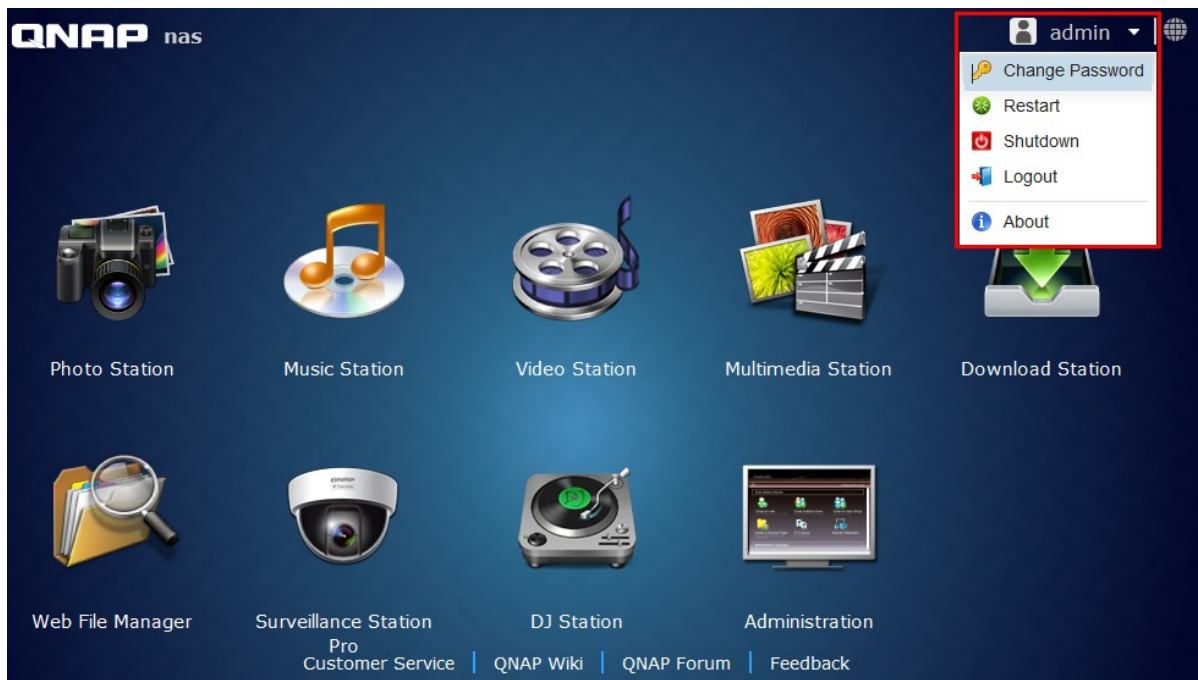 QNAP nas
admin
Change Password
Restart
Shutdown
Logout
About
Photo Station
Music Station
Video Station
Multimedia Station
Download Station
Web File Manager
Surveillance Station
Pro
DJ Station
Administration
Customer Service
QNAP Wiki
QNAP Forum
Feedback